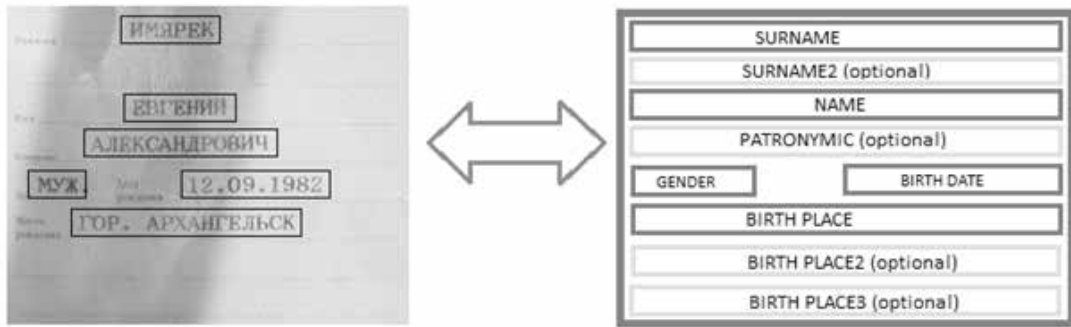 ИМЯРЕК
ЕВГЕНИЙ
АЛЕКСАНДРОВИЧ
МУЖ. 12.09.1982
ГОР. АРХАНГЕЛЬСК
SURNAME
SURNAME2 (optional)
NAME
PATRONYMIC (optional)
GENDER BIRTH DATE
BIRTH PLACE
BIRTH PLACE2 (optional)
BIRTH PLACE3 (optional)